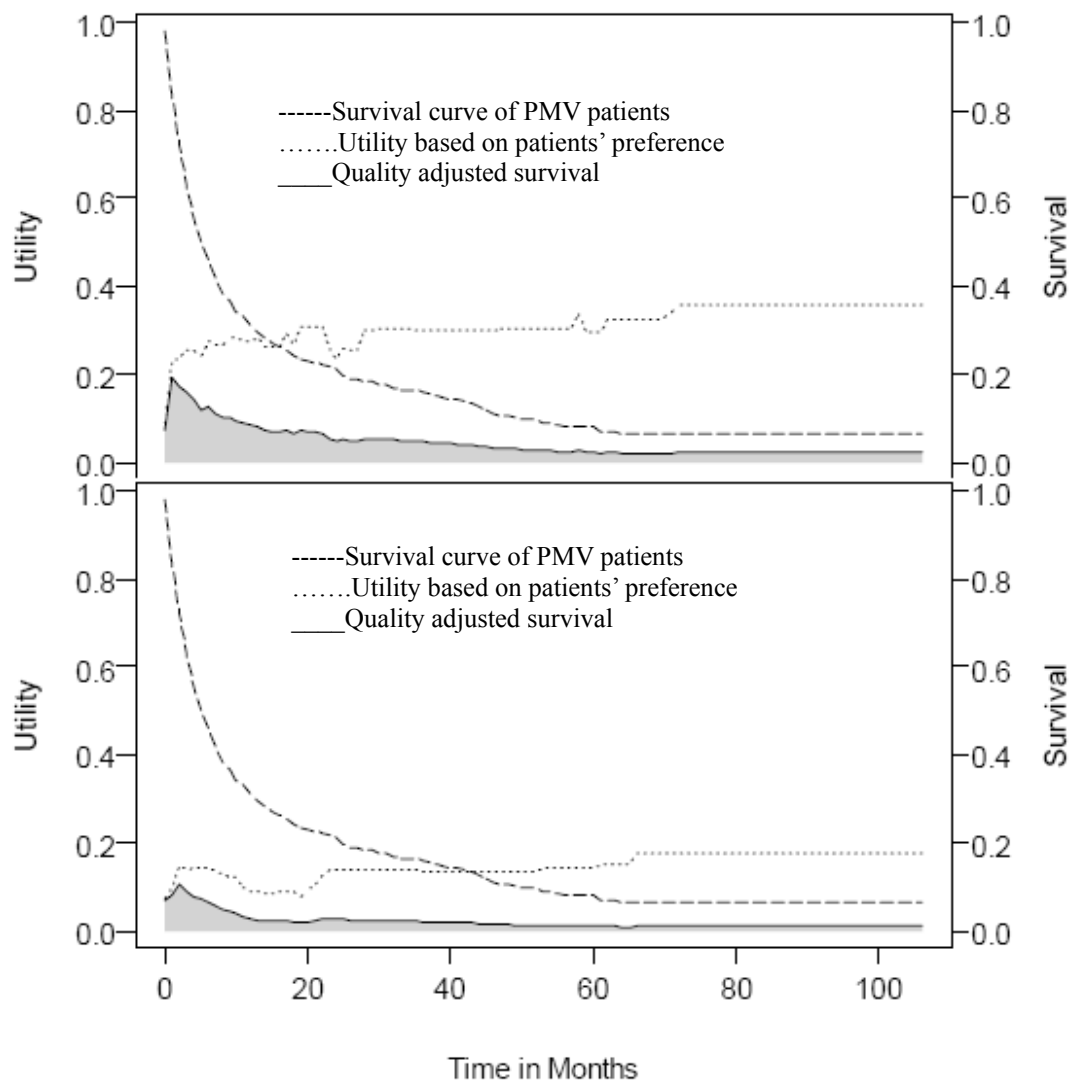 1.0
0.8
0.6
0.4
0.2
0.0
Utility
------Survival curve of PMV patients
…….Utility based on patients’ preference
____Quality adjusted survival
1.0
0.8
0.6
0.4
0.2
0.0
Survival
1.0
0.8
0.6
0.4
0.2
0.0
Utility
------Survival curve of PMV patients
…….Utility based on patients’ preference
____Quality adjusted survival
1.0
0.8
0.6
0.4
0.2
0.0
Survival
0 20 40 60 80 100
Time in Months